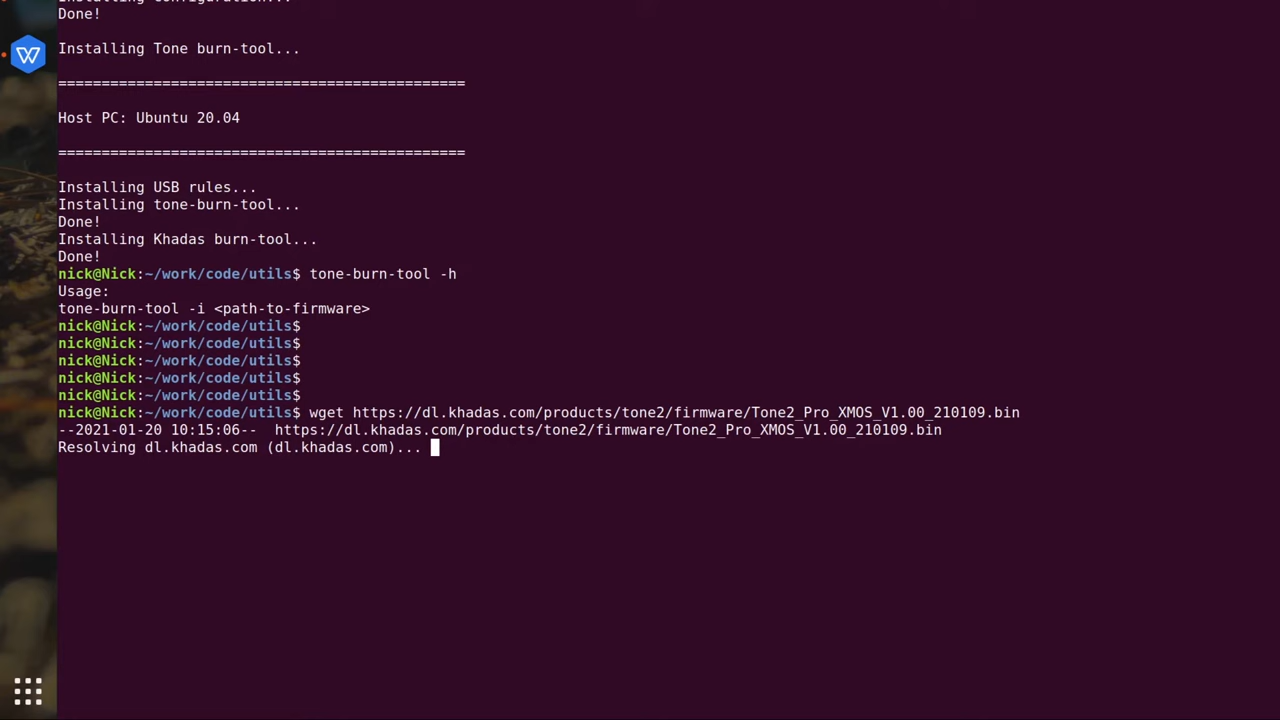 Installing Configuration...
Done!
Installing Tone burn-tool...
===============================================
Host PC: Ubuntu 20.04
===============================================
Installing USB rules...
Installing tone-burn-tool...
Done!
Installing Khadas burn-tool...
Done!
nick@Nick:~/work/code/utils$ tone-burn-tool -h
Usage:
tone-burn-tool -i <path-to-firmware>
nick@Nick:~/work/code/utils$
nick@Nick:~/work/code/utils$
nick@Nick:~/work/code/utils$
nick@Nick:~/work/code/utils$
nick@Nick:~/work/code/utils$
nick@Nick:~/work/code/utils$ wget https://dl.khadas.com/products/tone2/firmware/Tone2_Pro_XMOS_V1.00_210109.bin
--2021-01-20 10:15:06--  https://dl.khadas.com/products/tone2/firmware/Tone2_Pro_XMOS_V1.00_210109.bin
Resolving dl.khadas.com (dl.khadas.com)...